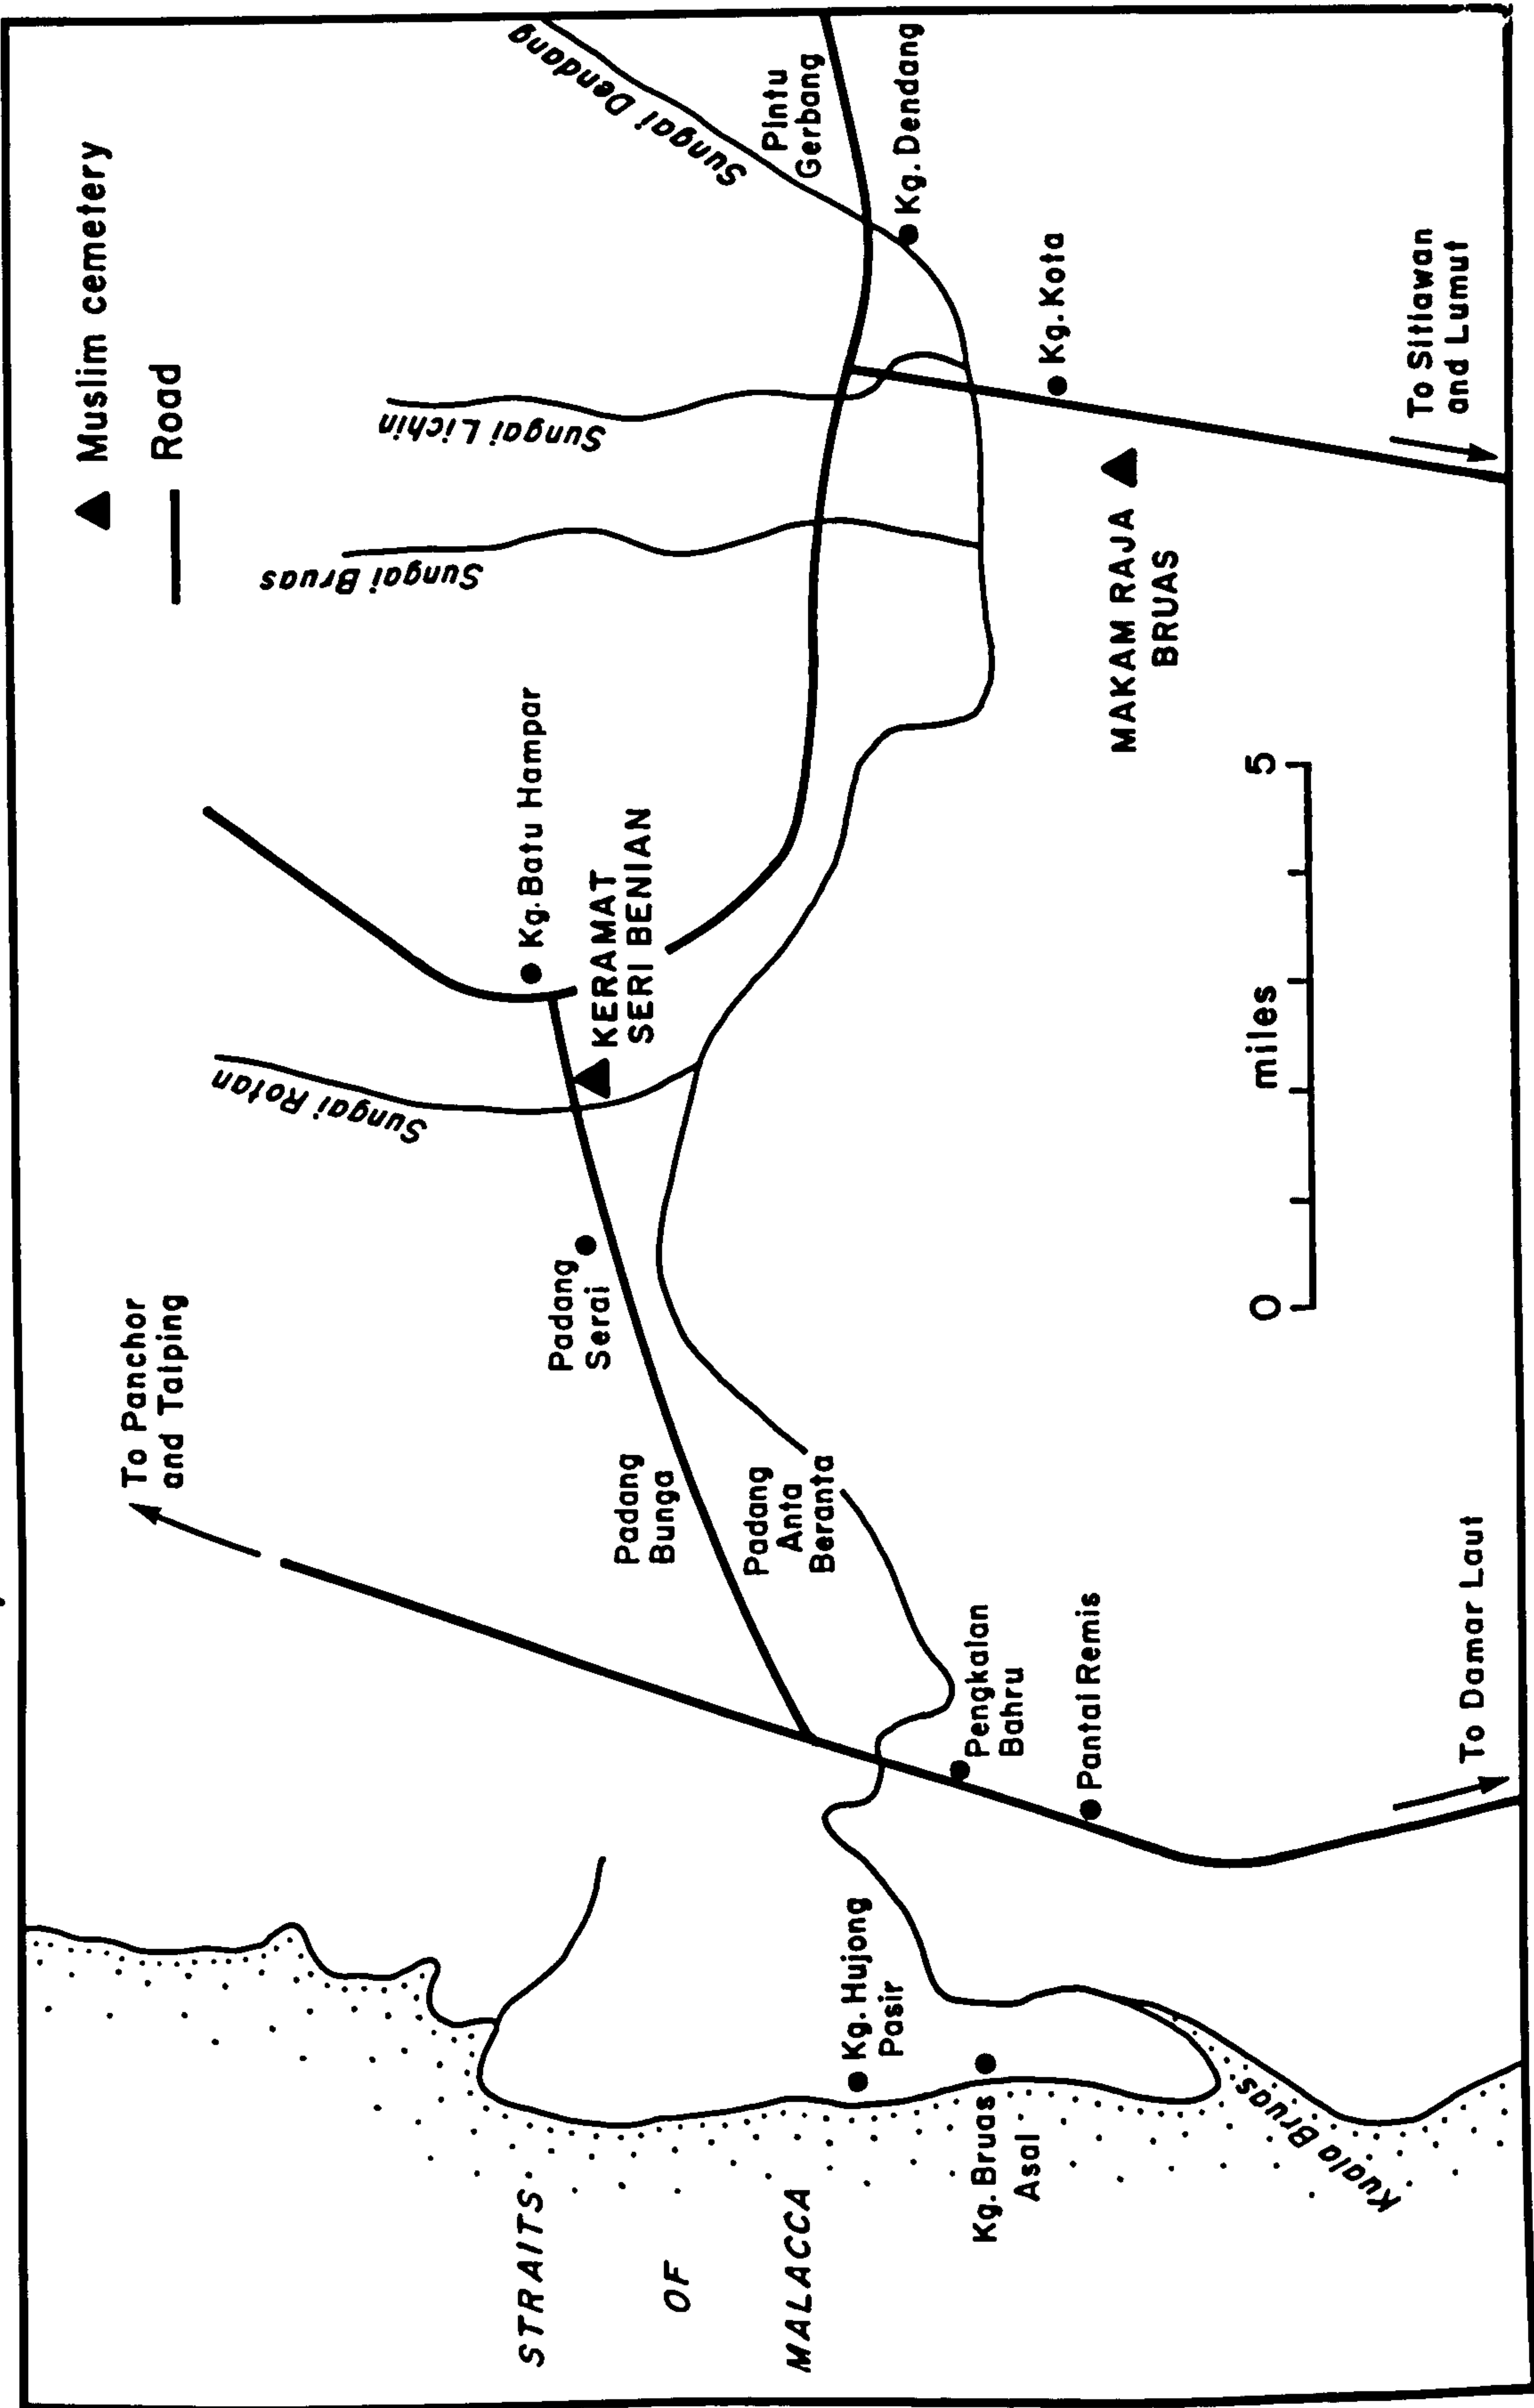 ▲ Muslim cemetery
Road
To Panchor
and Taiping
STRAITS
OF
MALACCA
Kg. Hujong
Pasir
Kg. Bruas
Asal
Kuala Bruas
Pengkalan
Bahru
Pantai Remis
To Damar Laut
Padang
Bunga
Padang
Anta
Beranta
Padang
Serai
Sungai Rotan
Kg. Batu Hampar
KERAMAT
SERI BENIAN
Sungai Bruas
Sungai Lichin
Sungai Dendang
Pintu
Gerbang
Kg. Dendang
Kg. Kota
MAKAM RAJA
BRUAS
To Sitiawan
and Lumut
0 5
miles